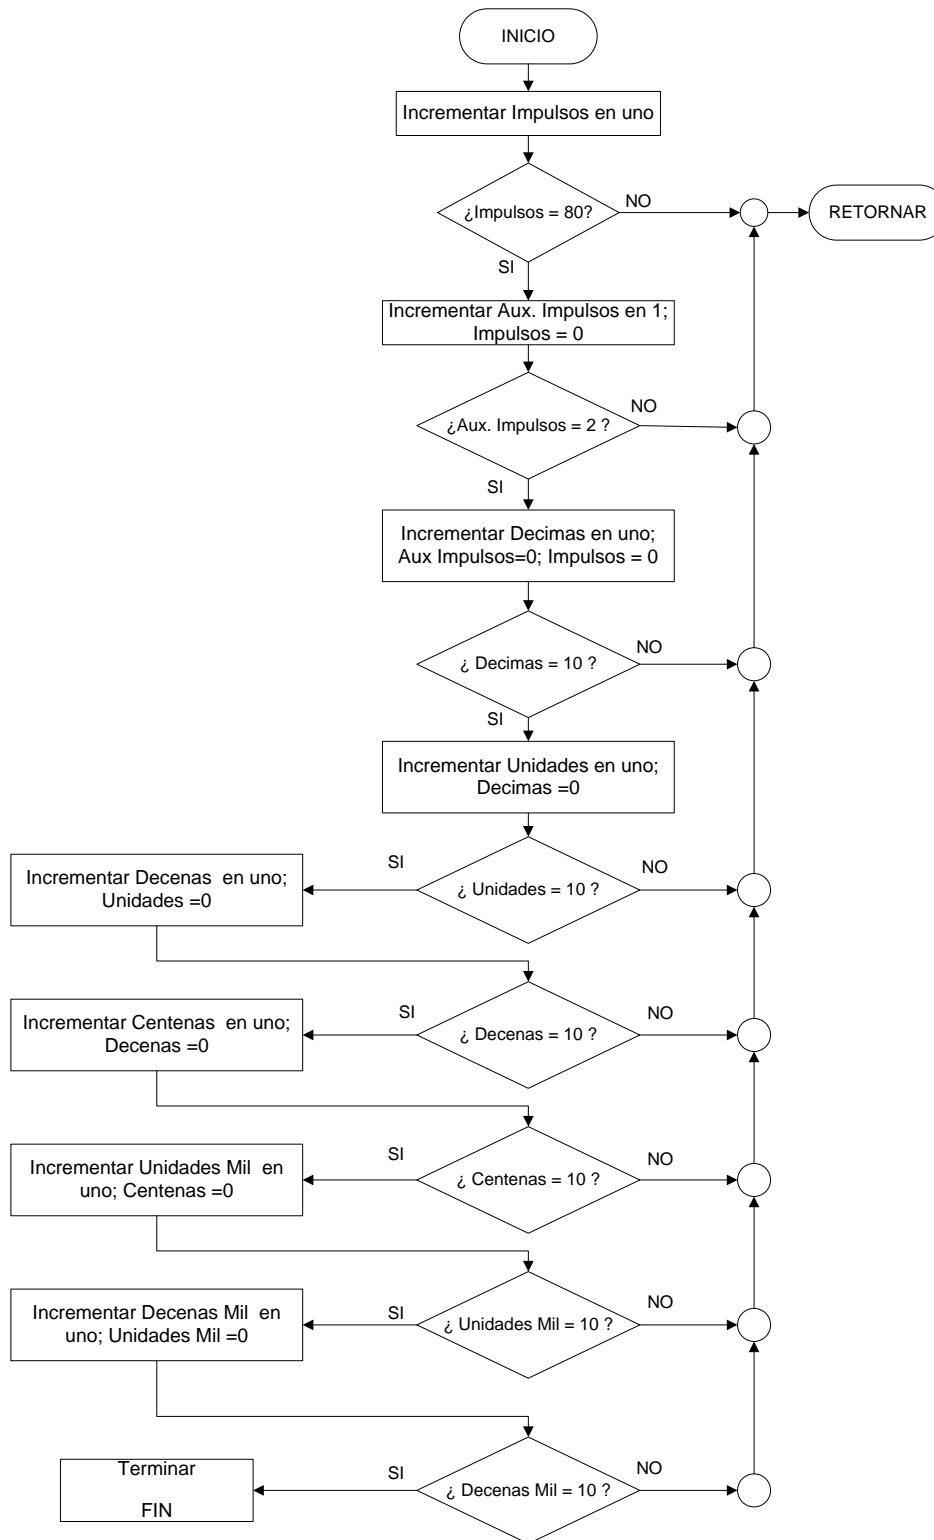 INICIO
Incrementar Impulsos en uno
¿Impulsos = 80?
NO
RETORNAR
SI
Incrementar Aux. Impulsos en 1;
Impulsos = 0
¿Aux. Impulsos = 2 ?
NO
SI
Incrementar Decimas en uno;
Aux Impulsos=0; Impulsos = 0
¿ Decimas = 10 ?
NO
SI
Incrementar Unidades en uno;
Decimas =0
¿ Unidades = 10 ?
SI
NO
Incrementar Decenas en uno;
Unidades =0
¿ Decenas = 10 ?
SI
NO
Incrementar Centenas en uno;
Decenas =0
¿ Centenas = 10 ?
SI
NO
Incrementar Unidades Mil en
uno; Centenas =0
¿ Unidades Mil = 10 ?
SI
NO
Incrementar Decenas Mil en
uno; Unidades Mil =0
¿ Decenas Mil = 10 ?
SI
NO
Terminar
FIN